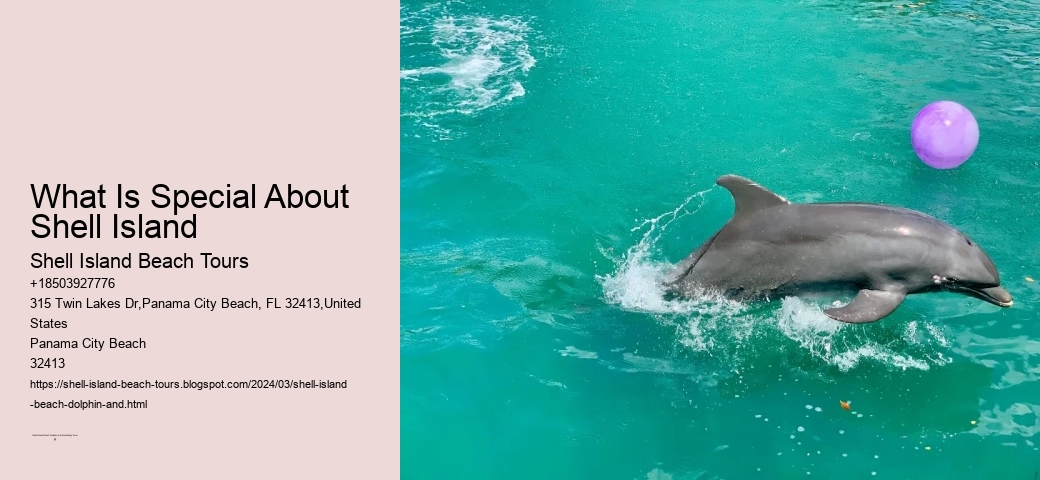 What Is Special About
Shell Island
Shell Island Beach Tours
+18503927776
315 Twin Lakes Dr,Panama City Beach, FL 32413,United
States
Panama City Beach
32413
https://shell-island-beach-tours.blogspot.com/2024/03/shell-island
-beach-dolphin-and.html